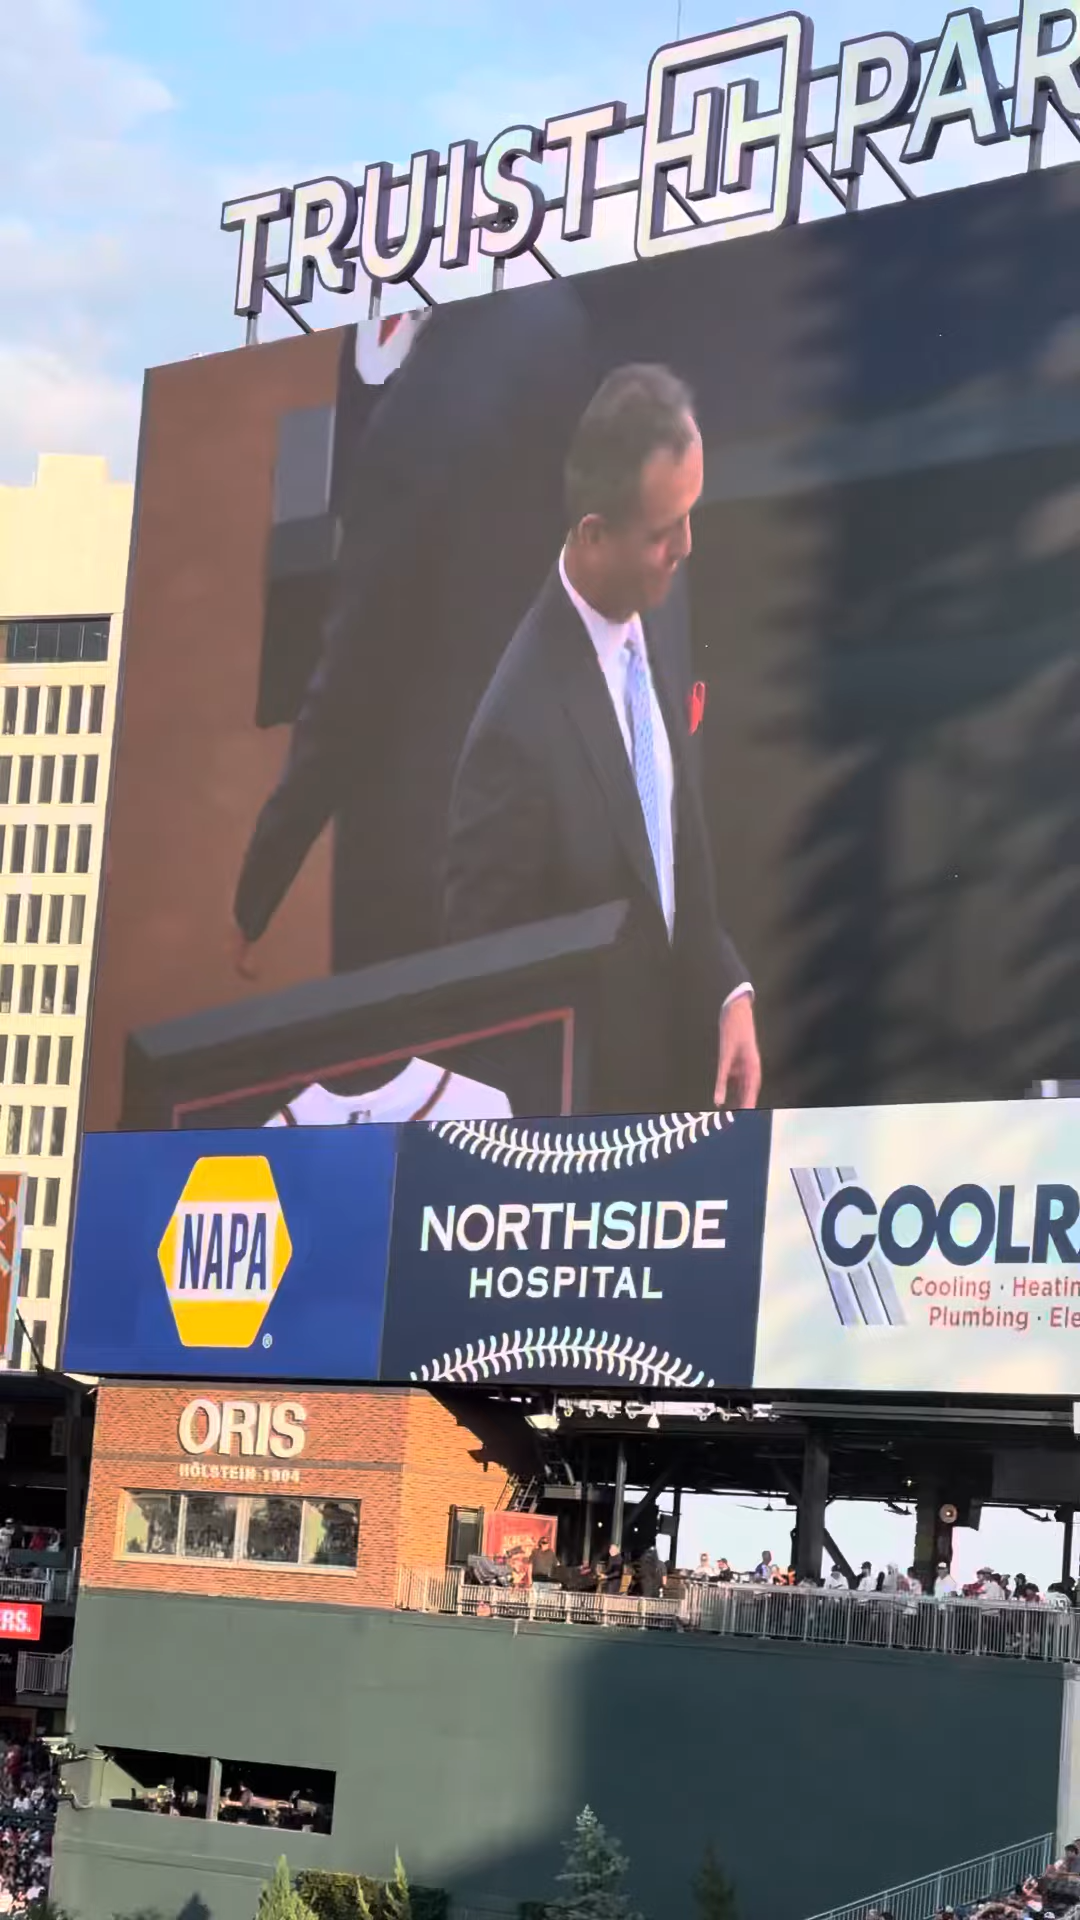 TRUIST PAR
NAPA
®
NORTHSIDE
HOSPITAL
COOLR
Cooling · Heatin
Plumbing · Ele
ORIS
HÖLSTEIN 1904
RS.